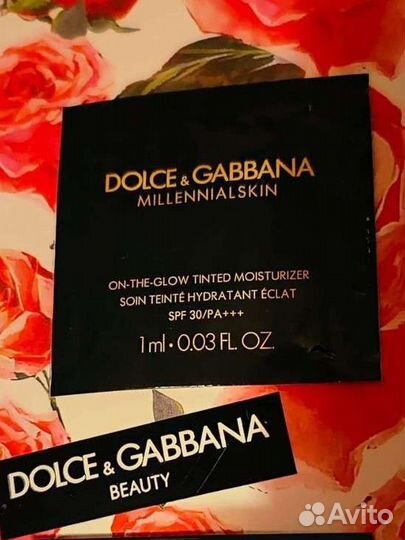 DOLCE & GABBANA
MILLENNIALSKIN
ON-THE-GLOW TINTED MOISTURIZER
SOIN TEINTÉ HYDRATANT ÉCLAT
SPF 30/PA+++
1 ml • 0.03 FL. OZ.
DOLCE & GABBANA
BEAUTY
Avito